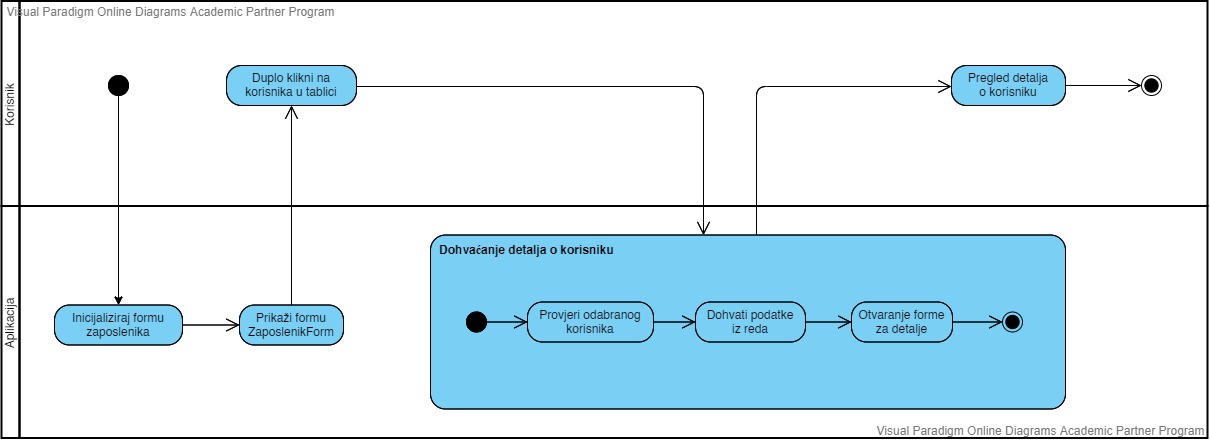 Visual Paradigm Online Diagrams Academic Partner Program
Korisnik
Duplo klikni na
korisnika u tablici
Pregled detalja
o korisniku
Aplikacija
Inicijaliziraj formu
zaposlenika
Prikaži formu
ZaposlenikForm
Dohvaćanje detalja o korisniku
Provjeri odabranog
korisnika
Dohvati podatke
iz reda
Otvaranje forme
za detalje
Visual Paradigm Online Diagrams Academic Partner Program